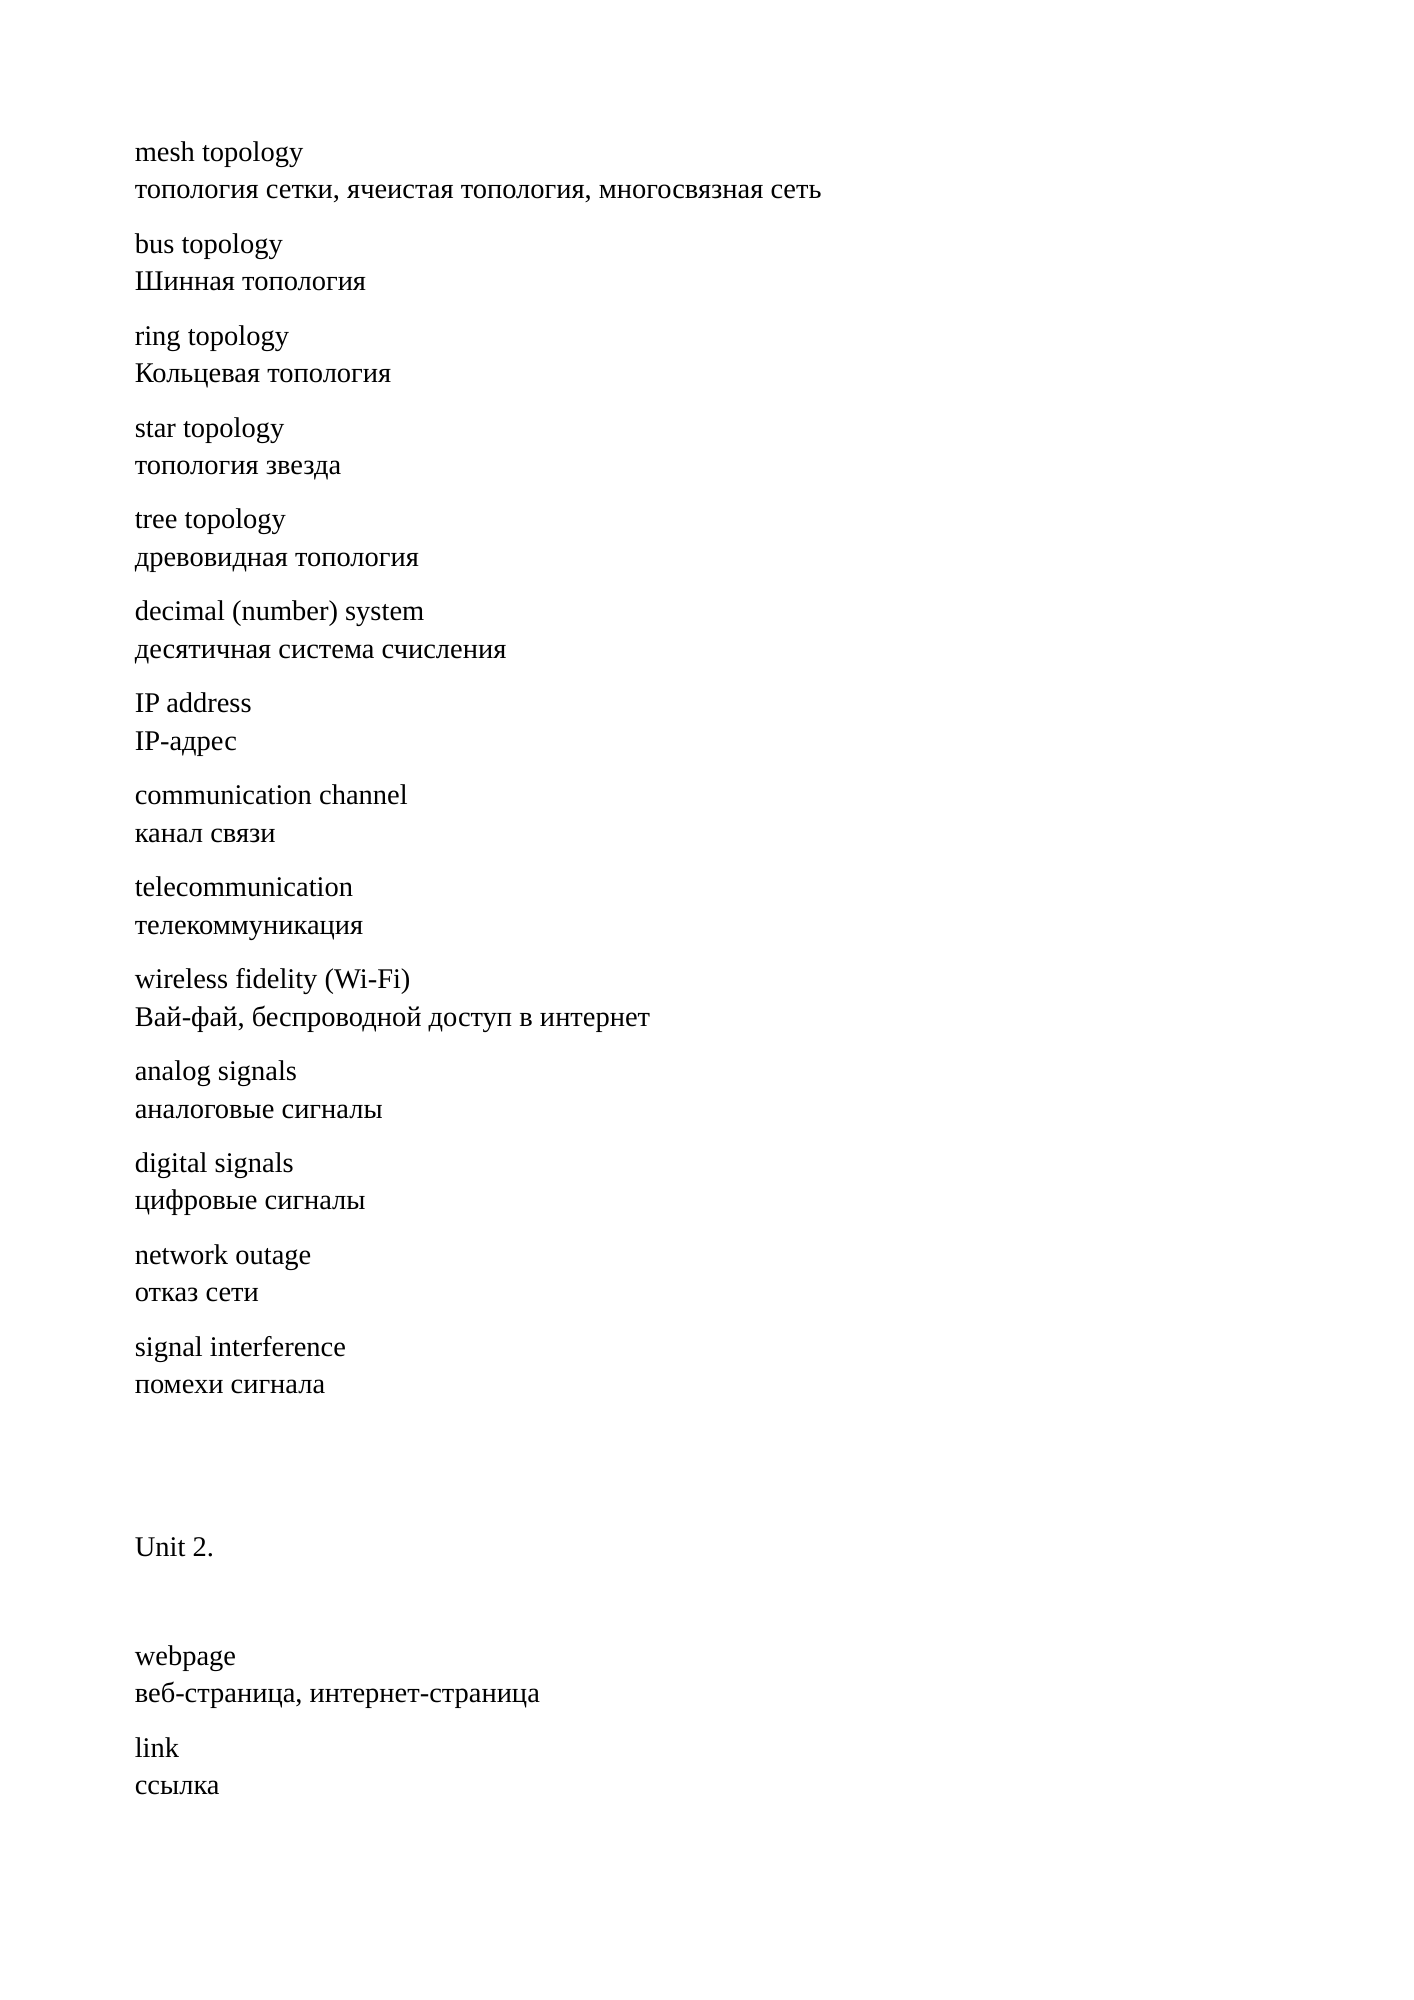 mesh topology
топология сетки, ячеистая топология, многосвязная сеть
bus topology
Шинная топология
ring topology
Кольцевая топология
star topology
топология звезда
tree topology
древовидная топология
decimal (number) system
десятичная система счисления
IP address
IP-адрес
communication channel
канал связи
telecommunication
телекоммуникация
wireless fidelity (Wi-Fi)
Вай-фай, беспроводной доступ в интернет
analog signals
аналоговые сигналы
digital signals
цифровые сигналы
network outage
отказ сети
signal interference
помехи сигнала
Unit 2.
webpage
веб-страница, интернет-страница
link
ссылка